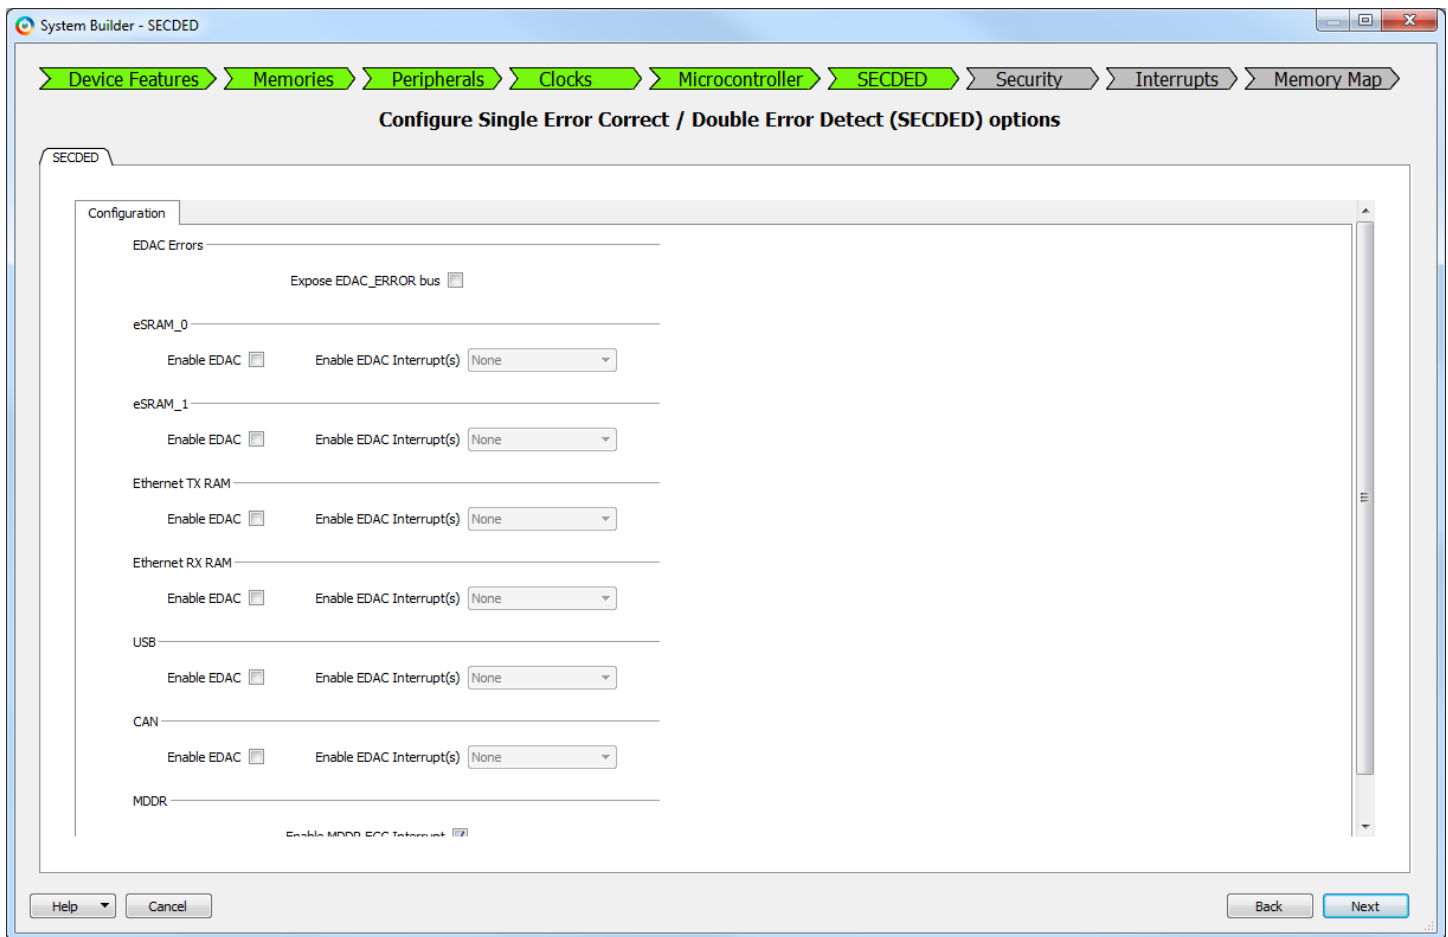 System Builder - SECDED
Device Features Memories Peripherals Clocks Microcontroller SECDED Security Interrupts Memory Map
Configure Single Error Correct / Double Error Detect (SECDED) options
SECDED
Configuration
EDAC Errors
Expose EDAC_ERROR bus
eSRAM_0
Enable EDAC Enable EDAC Interrupt(s) None
eSRAM_1
Enable EDAC Enable EDAC Interrupt(s) None
Ethernet TX RAM
Enable EDAC Enable EDAC Interrupt(s) None
Ethernet RX RAM
Enable EDAC Enable EDAC Interrupt(s) None
USB
Enable EDAC Enable EDAC Interrupt(s) None
CAN
Enable EDAC Enable EDAC Interrupt(s) None
MDDR
Enable MDDR ECC Interrupt
Help Cancel Back Next